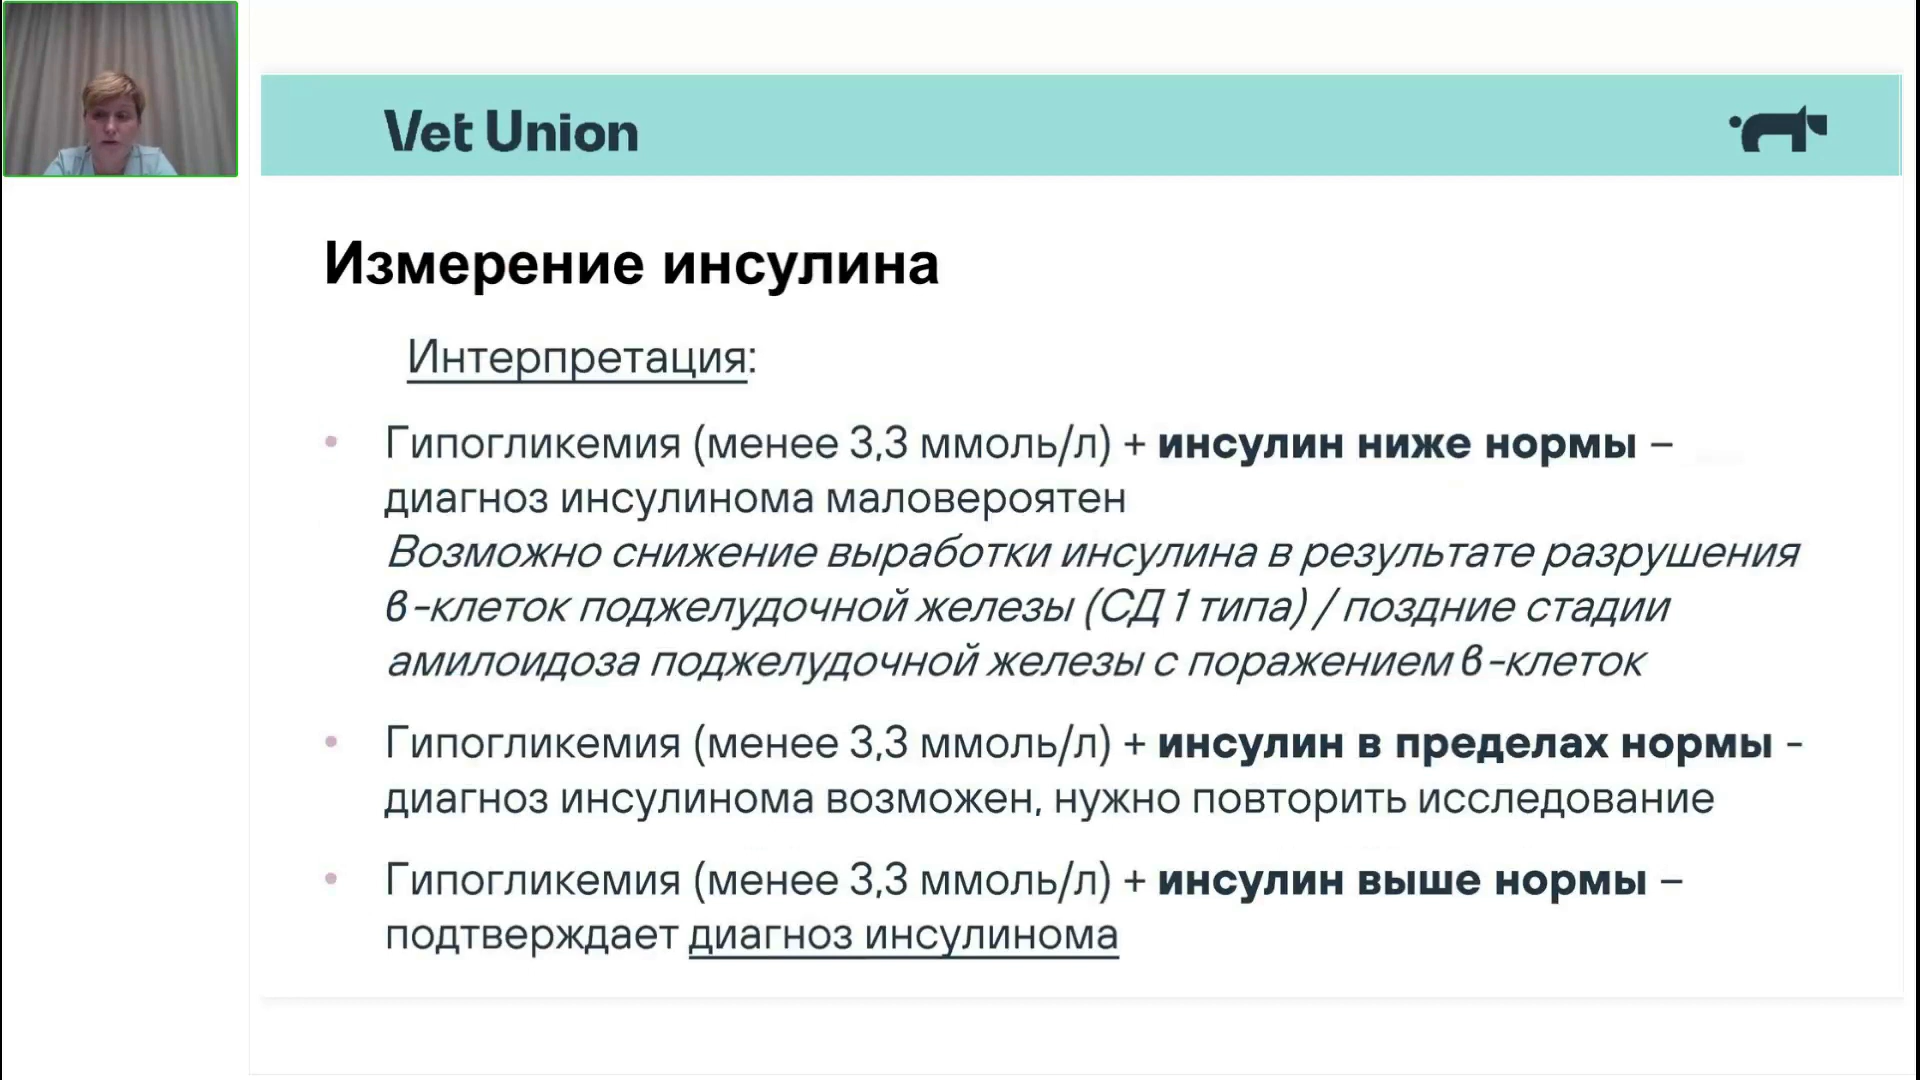 Vet Union
Измерение инсулина
Интерпретация:
• Гипогликемия (менее 3,3 ммоль/л) + инсулин ниже нормы –
диагноз инсулинома маловероятен
Возможно снижение выработки инсулина в результате разрушения
β-клеток поджелудочной железы (СД 1 типа) / поздние стадии
амилоидоза поджелудочной железы с поражением β-клеток
• Гипогликемия (менее 3,3 ммоль/л) + инсулин в пределах нормы -
диагноз инсулинома возможен, нужно повторить исследование
• Гипогликемия (менее 3,3 ммоль/л) + инсулин выше нормы –
подтверждает диагноз инсулинома